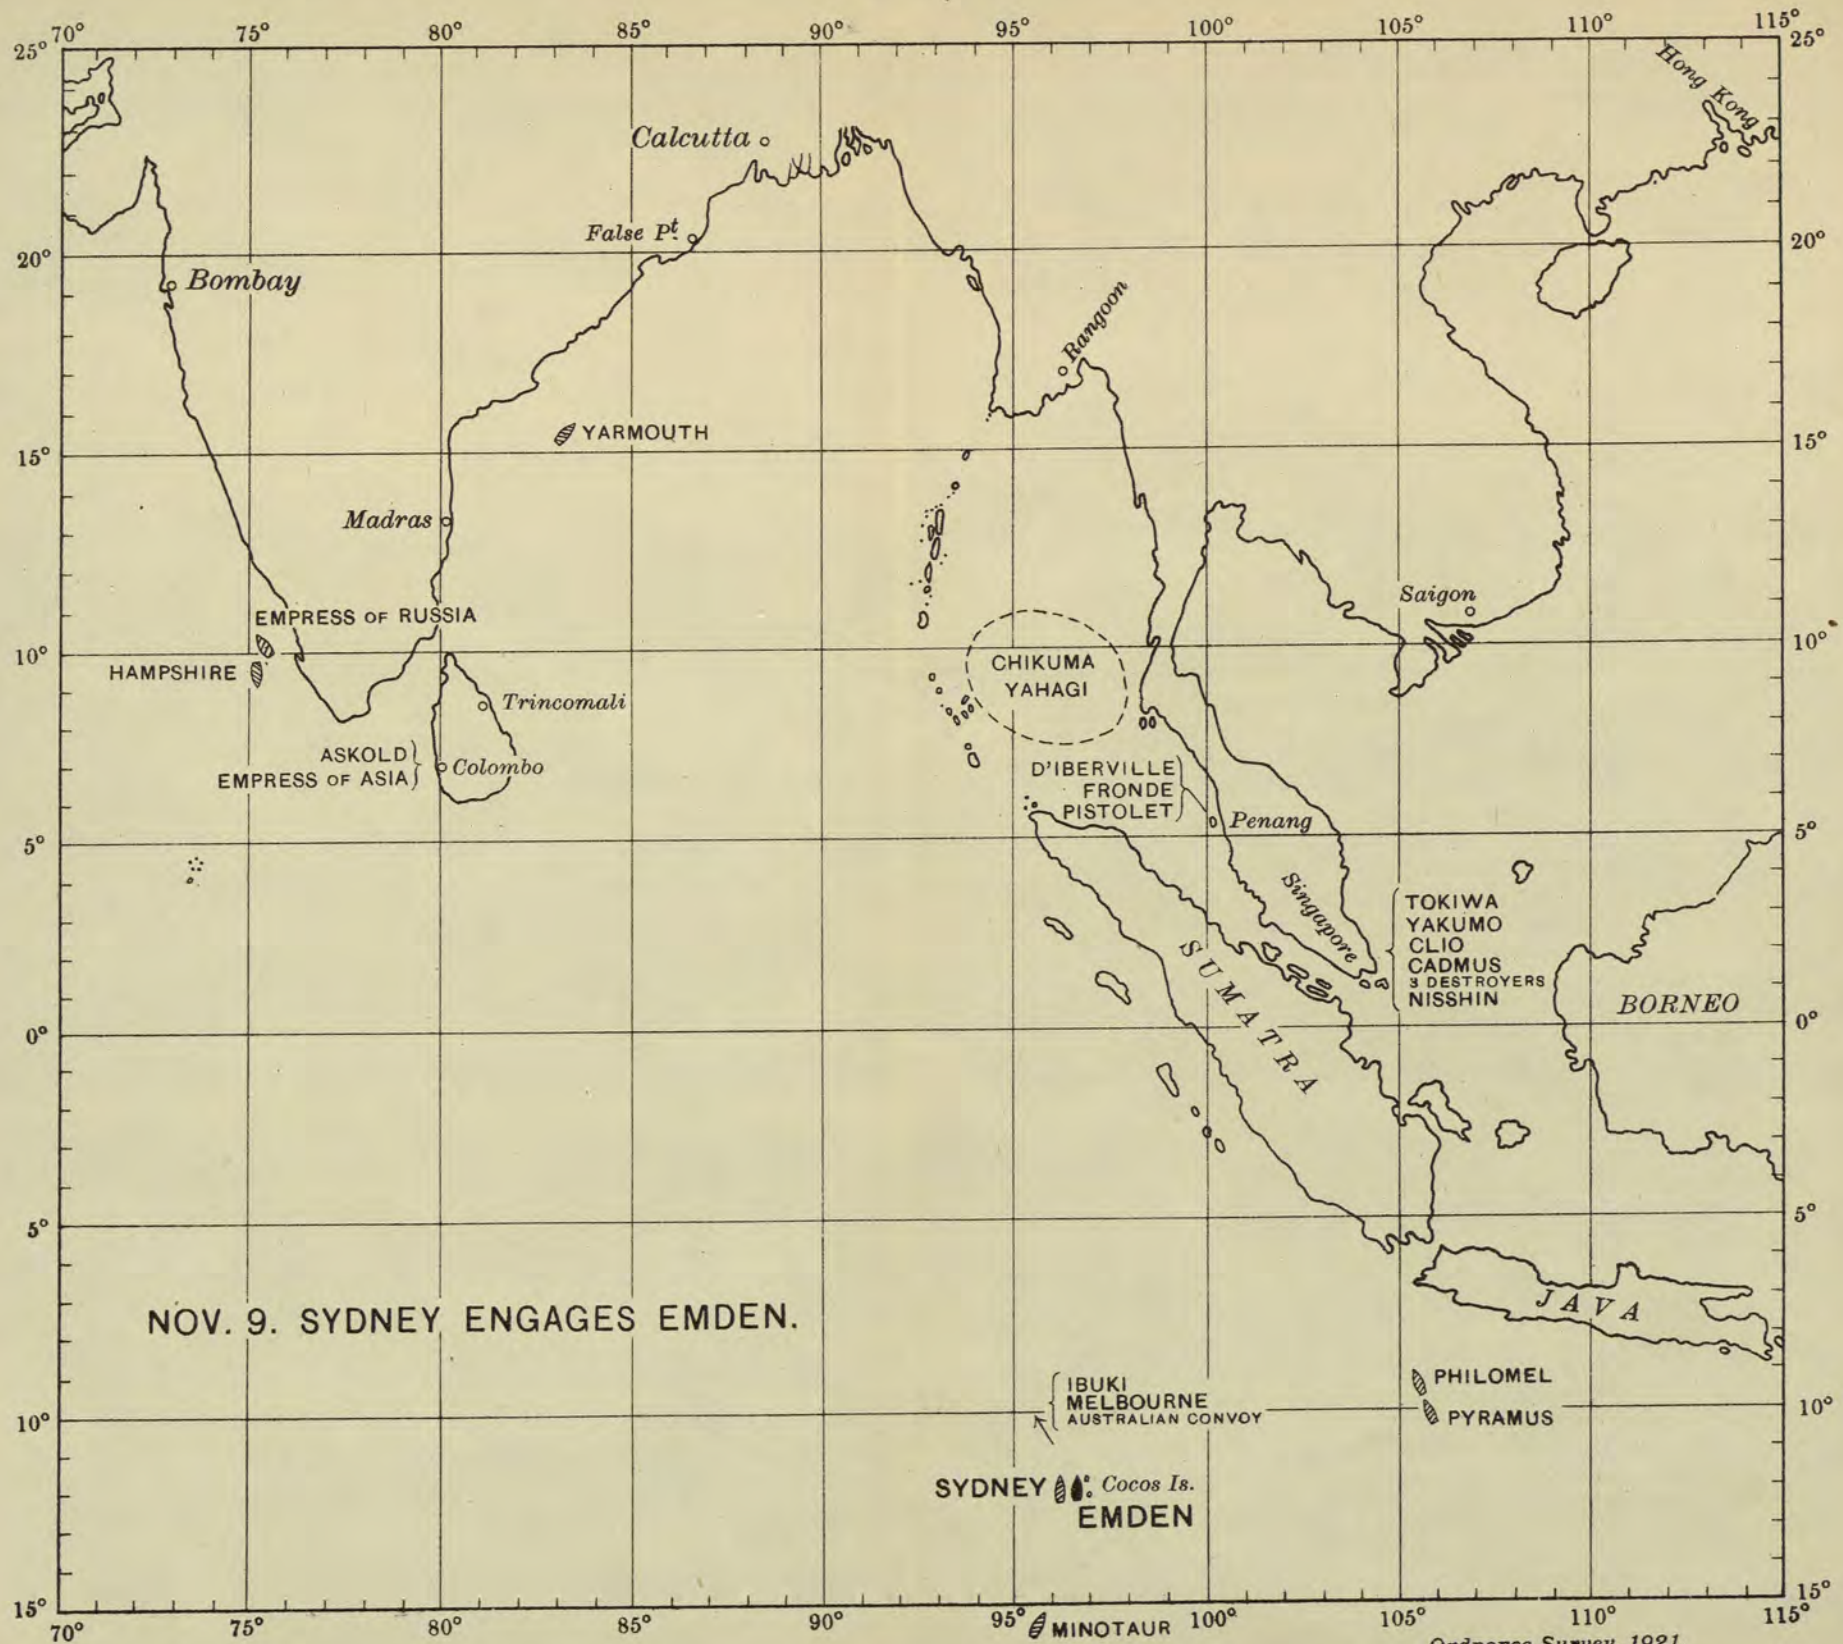 70° 75° 80° 85° 90° 95° 100° 105° 110° 115°
25° 25°
Hong Kong
Calcutta
False Pt.
20° 20°
Bombay
Rangoon
YARMOUTH
15° 15°
Madras
Saigon
EMPRESS OF RUSSIA
10° 10°
HAMPSHIRE
CHIKUMA
YAHAGI
Trincomali
ASKOLD
EMPRESS OF ASIA
Colombo
D'IBERVILLE
FRONDE
PISTOLET
Penang
5° 5°
Singapore
TOKIWA
YAKUMO
CLIO
CADMUS
3 DESTROYERS
NISSHIN
SUMATRA
BORNEO
0° 0°
5° 5°
JAVA
NOV. 9. SYDNEY ENGAGES EMDEN.
IBUKI
MELBOURNE
AUSTRALIAN CONVOY
PHILOMEL
PYRAMUS
10° 10°
SYDNEY
Cocos Is.
EMDEN
15° 15°
70° 75° 80° 85° 90° 95° 100° 105° 110° 115°
MINOTAUR
Ordnance Survey, 1921